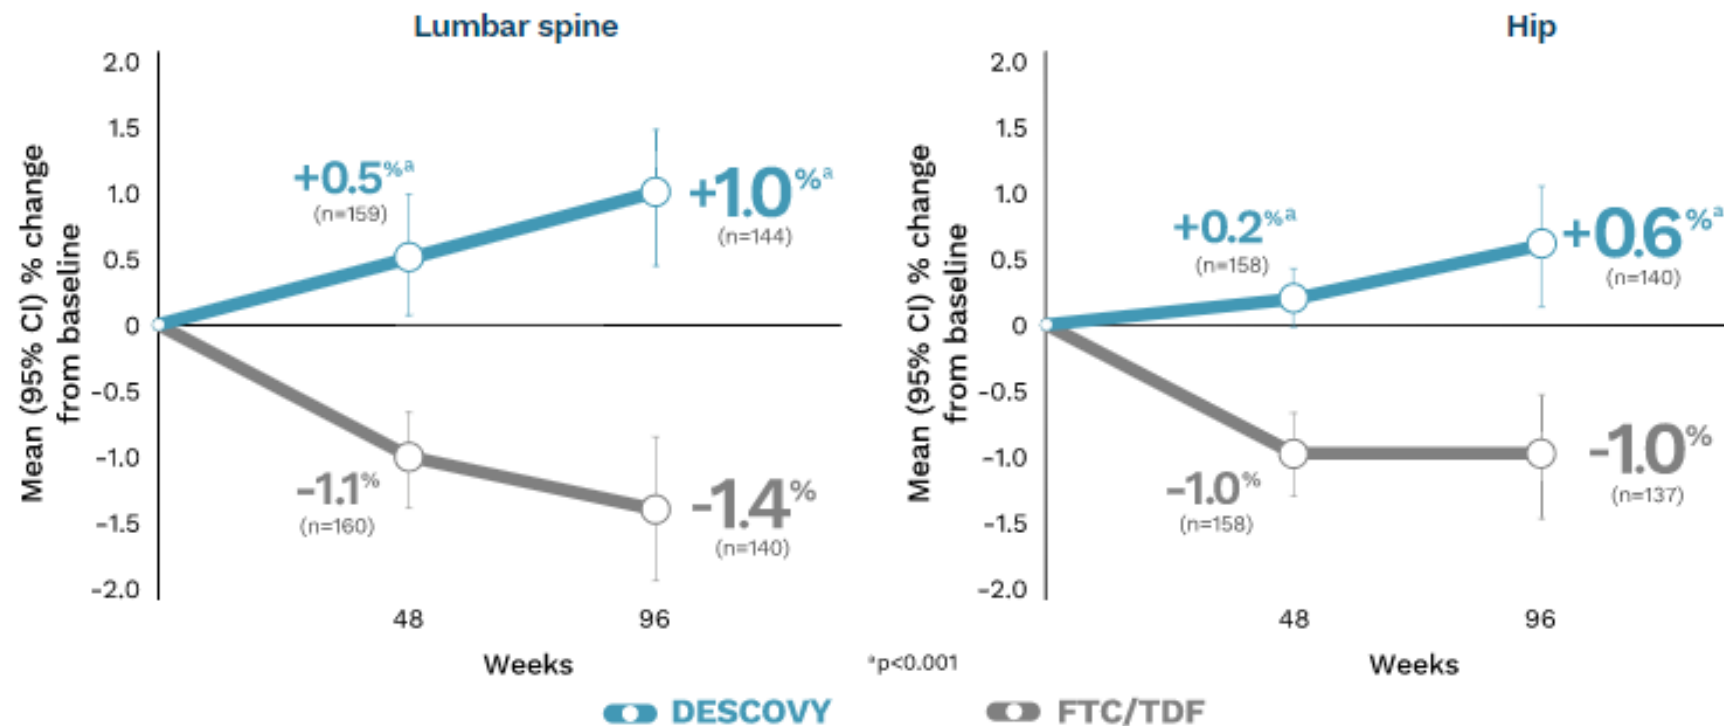 Lumbar spine
Mean (95% CI) % change
from baseline
2.0
1.5
1.0
0.5
0
-0.5
-1.0
-1.5
-2.0
+0.5%a
(n=159)
+1.0%a
(n=144)
-1.1%
(n=160)
-1.4%
(n=140)
48
96
Weeks
Hip
Mean (95% CI) % change
from baseline
2.0
1.5
1.0
0.5
0
-0.5
-1.0
-1.5
-2.0
+0.2%a
(n=158)
+0.6%a
(n=140)
-1.0%
(n=158)
-1.0%
(n=137)
48
96
Weeks
ap<0.001
DESCOVY
FTC/TDF